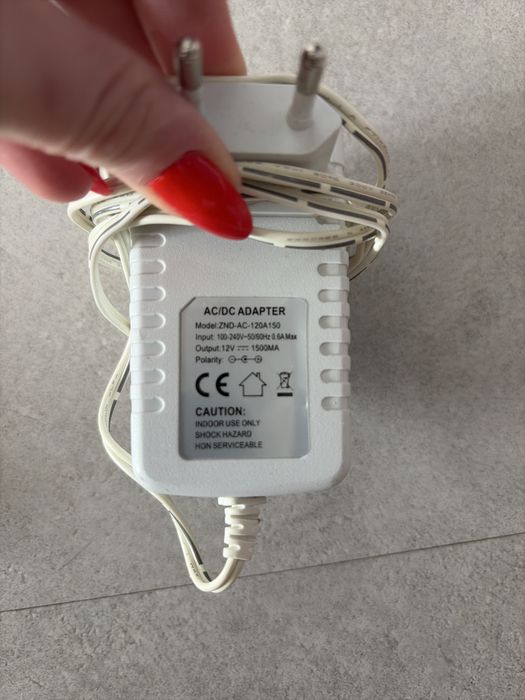 AC/DC ADAPTER
Model:ZND-AC-120A150
Input: 100-240V~50/60Hz 0.6A Max
Output:12V ⎓ 1500MA
Polarity:
CE
CAUTION:
INDOOR USE ONLY
SHOCK HAZARD
HON SERVICEABLE